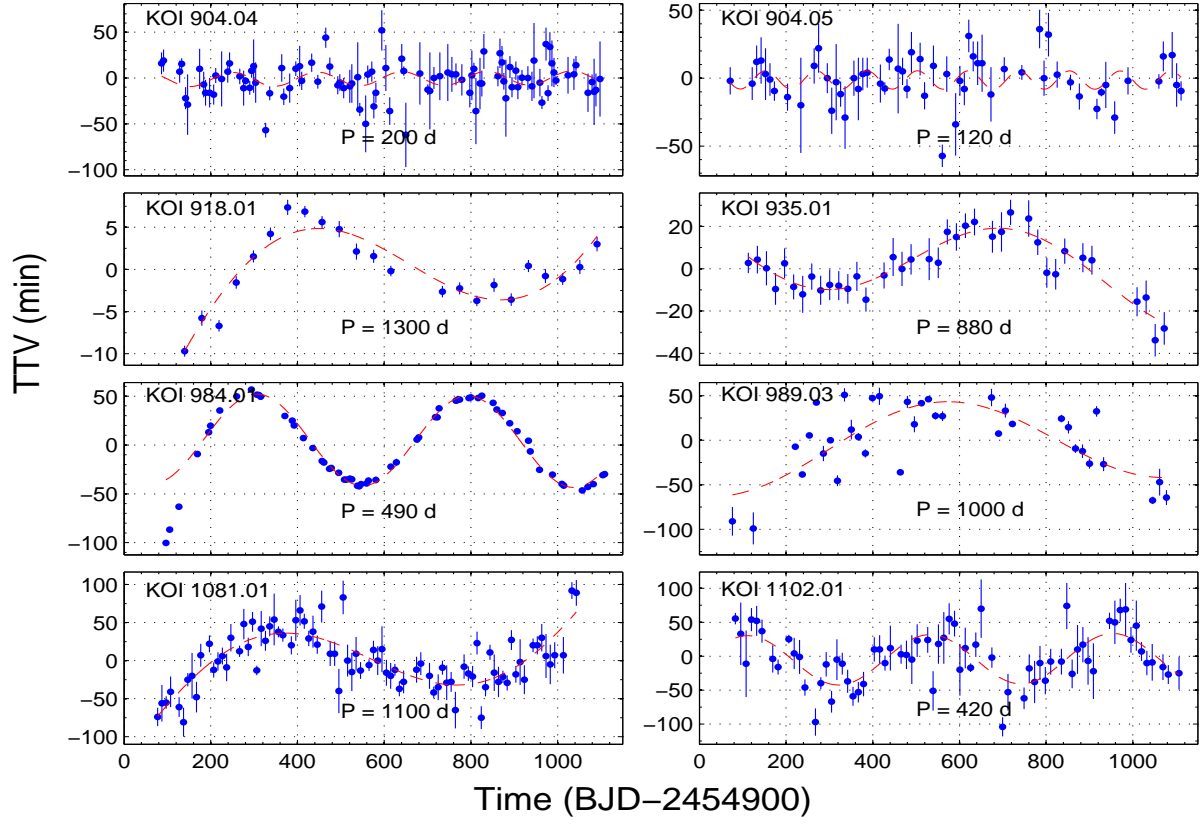 KOI 904.04
50
0
−50
−100
P = 200 d
KOI 904.05
50
0
−50
P = 120 d
KOI 918.01
5
0
−5
−10
P = 1300 d
KOI 935.01
20
0
−20
−40
P = 880 d
KOI 984.01
50
0
−50
−100
P = 490 d
KOI 989.03
50
0
−50
−100
P = 1000 d
KOI 1081.01
100
50
0
−50
−100
P = 1100 d
0 200 400 600 800 1000
KOI 1102.01
100
50
0
−50
−100
P = 420 d
0 200 400 600 800 1000
TTV (min)
Time (BJD−2454900)